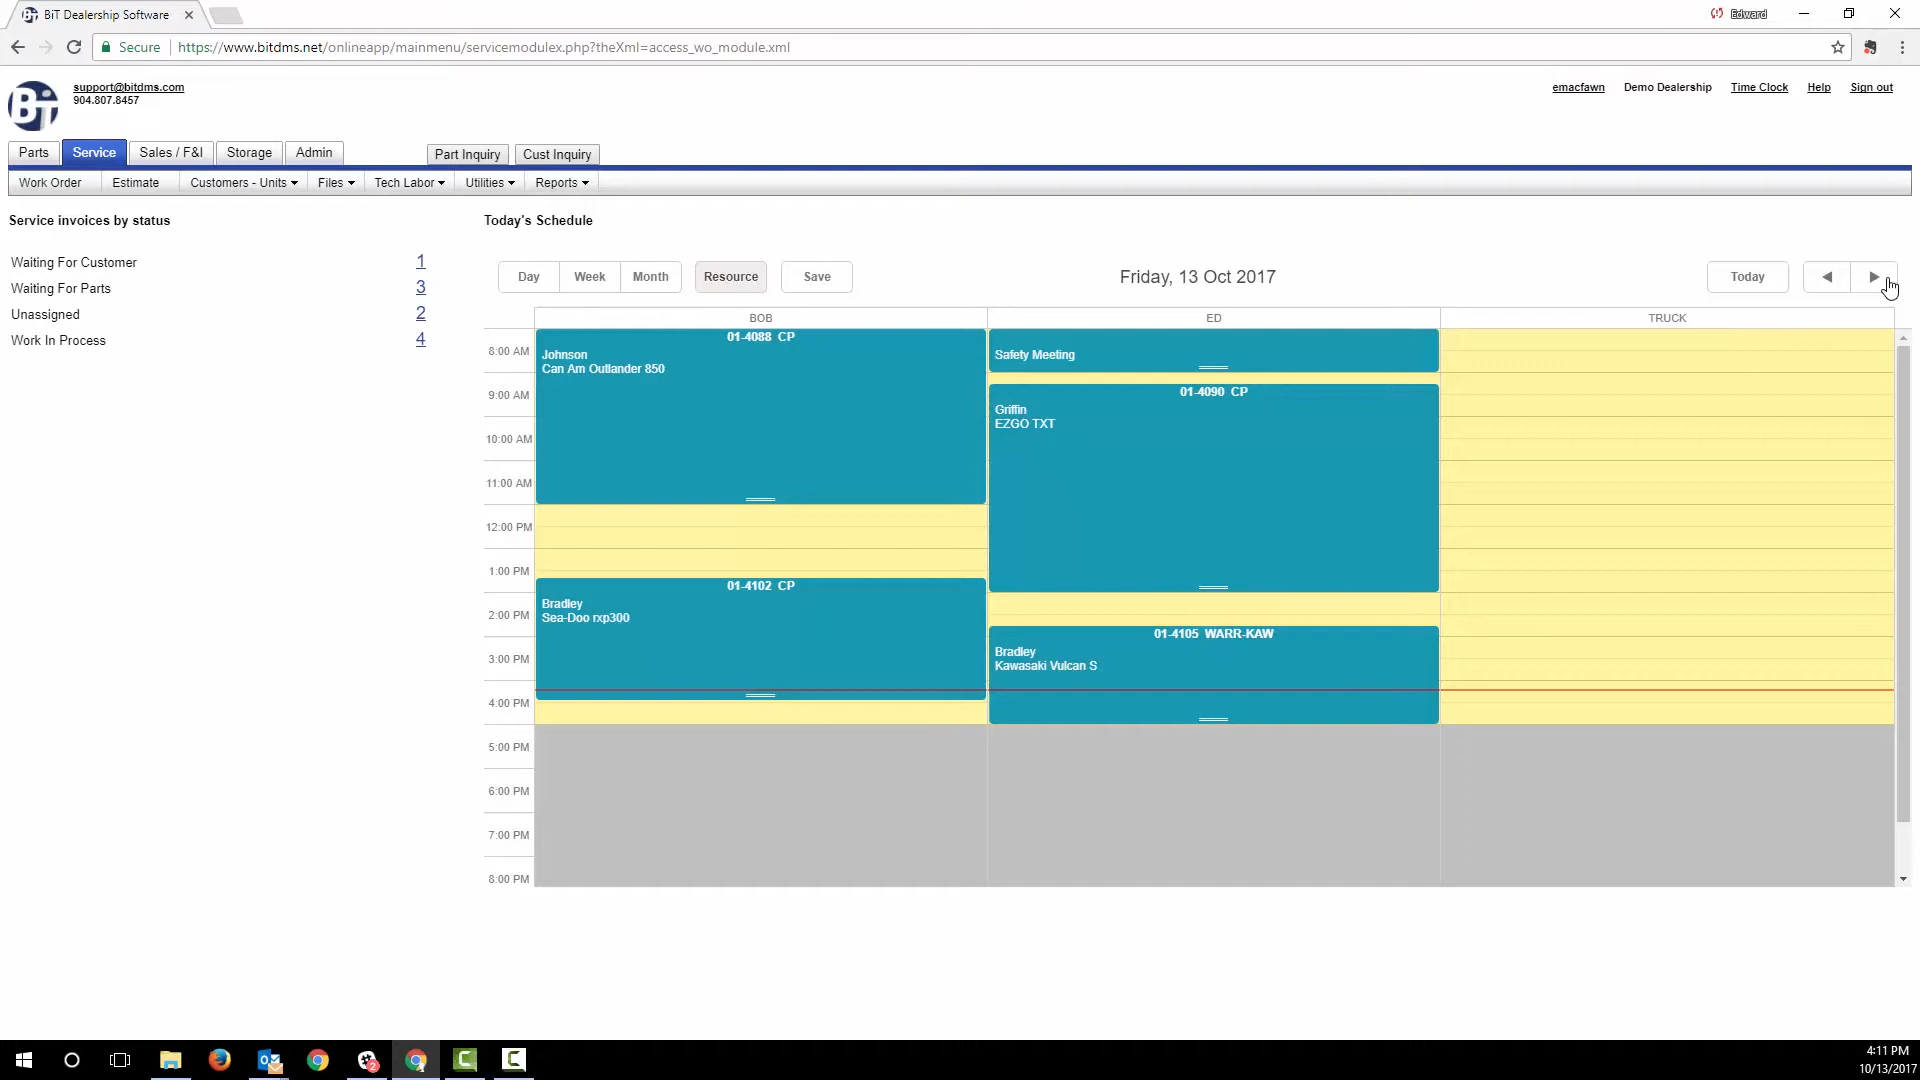 BiT Dealership Software
Edward
Secure
https://www.bitdms.net/onlineapp/mainmenu/servicemodulex.php?theXml=access_wo_module.xml
BiT
support@bitdms.com
904.807.8457
emacfawn Demo Dealership Time Clock Help Sign out
Parts Service Sales / F&I Storage Admin Part Inquiry Cust Inquiry
Work Order Estimate Customers - Units Files Tech Labor Utilities Reports
Service invoices by status
Waiting For Customer 1
Waiting For Parts 3
Unassigned 2
Work In Process 4
Today's Schedule
Day Week Month Resource Save Friday, 13 Oct 2017 Today
BOB ED TRUCK
8:00 AM
9:00 AM
10:00 AM
11:00 AM
12:00 PM
1:00 PM
2:00 PM
3:00 PM
4:00 PM
5:00 PM
6:00 PM
7:00 PM
8:00 PM
01-4088 CP
Johnson
Can Am Outlander 850
01-4102 CP
Bradley
Sea-Doo rxp300
Safety Meeting
01-4090 CP
Griffin
EZGO TXT
01-4105 WARR-KAW
Bradley
Kawasaki Vulcan S
2
4:11 PM
10/13/2017